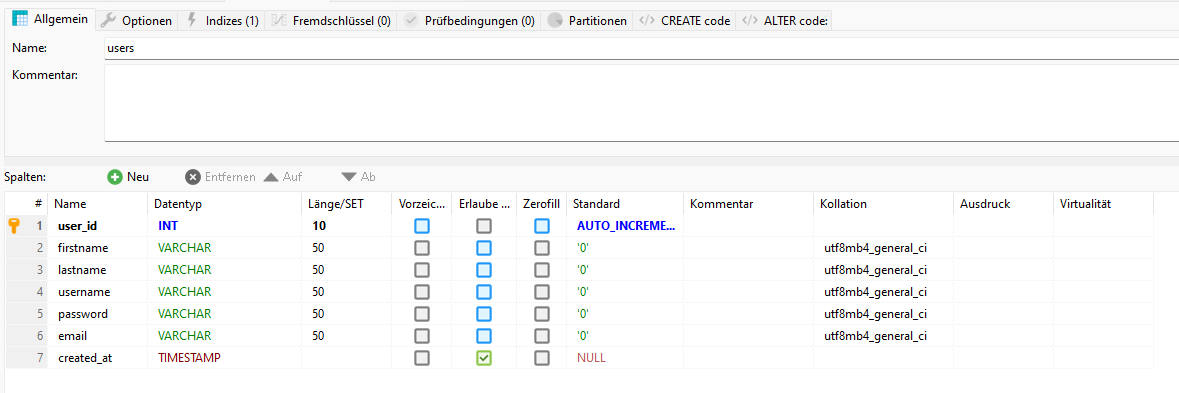 Allgemein Optionen Indizes (1) Fremdschlüssel (0) Prüfbedingungen (0) Partitionen CREATE code ALTER code:
Name: users
Kommentar:
Spalten: Neu Entfernen Auf Ab
# Name Datentyp Länge/SET Vorzeic... Erlaube ... Zerofill Standard Kommentar Kollation Ausdruck Virtualität
1 user_id INT 10 AUTO_INCREME...
2 firstname VARCHAR 50 '0' utf8mb4_general_ci
3 lastname VARCHAR 50 '0' utf8mb4_general_ci
4 username VARCHAR 50 '0' utf8mb4_general_ci
5 password VARCHAR 50 '0' utf8mb4_general_ci
6 email VARCHAR 50 '0' utf8mb4_general_ci
7 created_at TIMESTAMP NULL